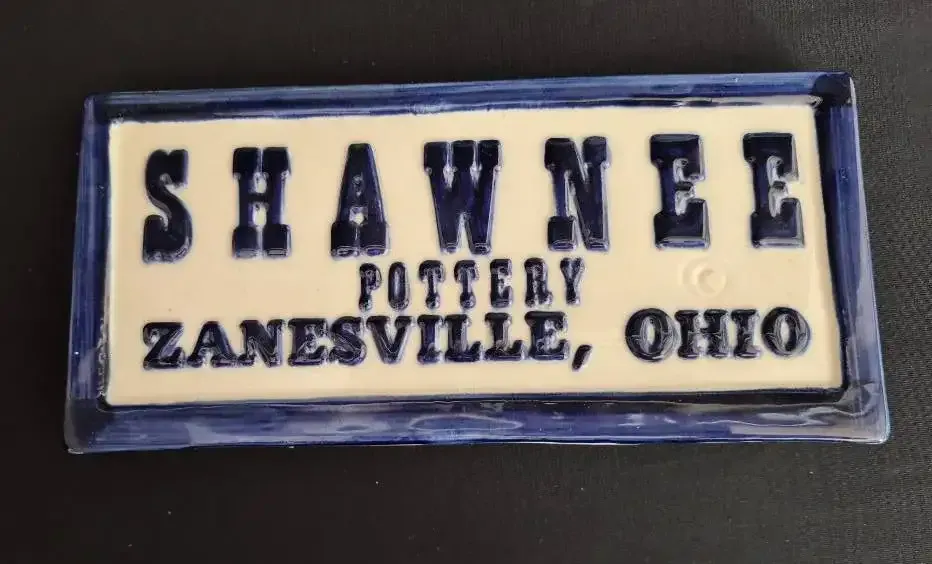 SHAWNEE
POTTERY
©
ZANESVILLE, OHIO